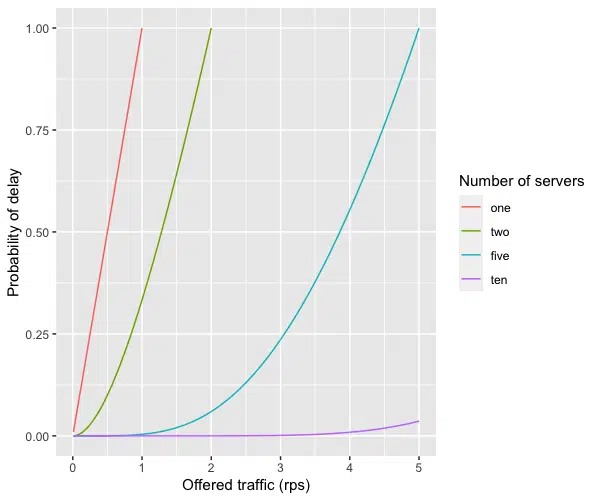 1.00
0.75
0.50
0.25
0.00
Probability of delay
0
1
2
3
4
5
Offered traffic (rps)
Number of servers
one
two
five
ten